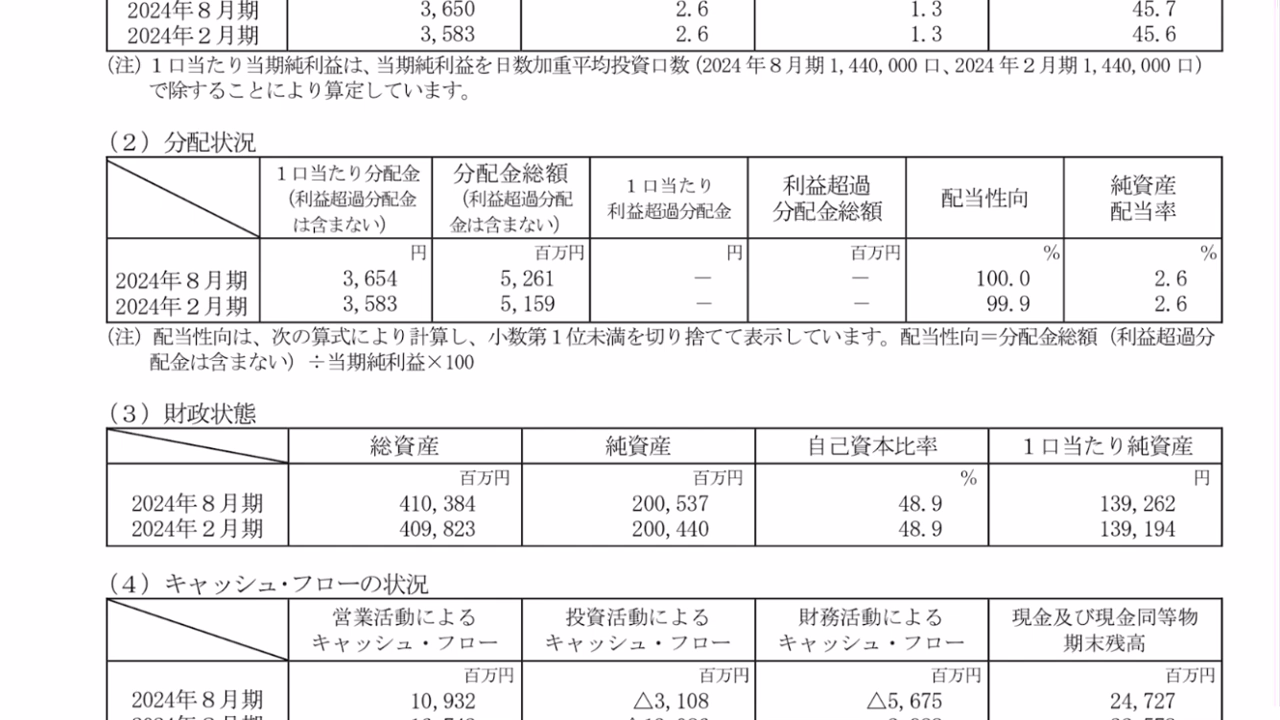 2024年８月期 3,650 2.6 1.3 45.7
2024年２月期 3,583 2.6 1.3 45.6
(注) １口当たり当期純利益は、当期純利益を日数加重平均投資口数(2024年８月期1,440,000口、2024年２月期1,440,000口)
で除することにより算定しています。
(２) 分配状況
１口当たり分配金
(利益超過分配金
は含まない)
分配金総額
(利益超過分配
金は含まない)
１口当たり
利益超過分配金
利益超過
分配金総額
配当性向
純資産
配当率
円 百万円 円 百万円 % %
2024年８月期 3,654 5,261 － － 100.0 2.6
2024年２月期 3,583 5,159 － － 99.9 2.6
(注) 配当性向は、次の算式により計算し、小数第１位未満を切り捨てて表示しています。配当性向＝分配金総額(利益超過分
配金は含まない)÷当期純利益×100
(３) 財政状態
総資産 純資産 自己資本比率 １口当たり純資産
百万円 百万円 % 円
2024年８月期 410,384 200,537 48.9 139,262
2024年２月期 409,823 200,440 48.9 139,194
(４) キャッシュ・フローの状況
営業活動による
キャッシュ・フロー
投資活動による
キャッシュ・フロー
財務活動による
キャッシュ・フロー
現金及び現金同等物
期末残高
百万円 百万円 百万円 百万円
2024年８月期 10,932 △3,108 △5,675 24,727